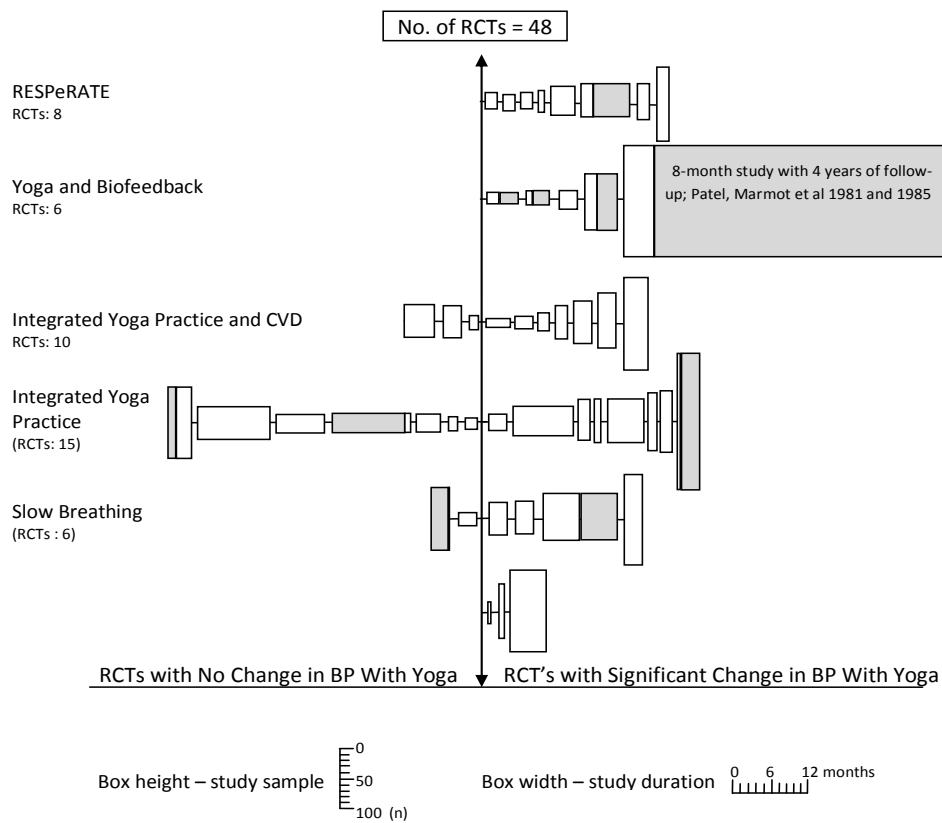 No. of RCTs = 48
RESPeRATE
RCTs: 8
Yoga and Biofeedback
RCTs: 6
8-month study with 4 years of follow-
up; Patel, Marmot et al 1981 and 1985
Integrated Yoga Practice and CVD
RCTs: 10
Integrated Yoga
Practice
(RCTs: 15)
Slow Breathing
(RCTs : 6)
RCTs with No Change in BP With Yoga
RCT’s with Significant Change in BP With Yoga
Box height – study sample
0
50
100 (n)
Box width – study duration
0 6 12 months